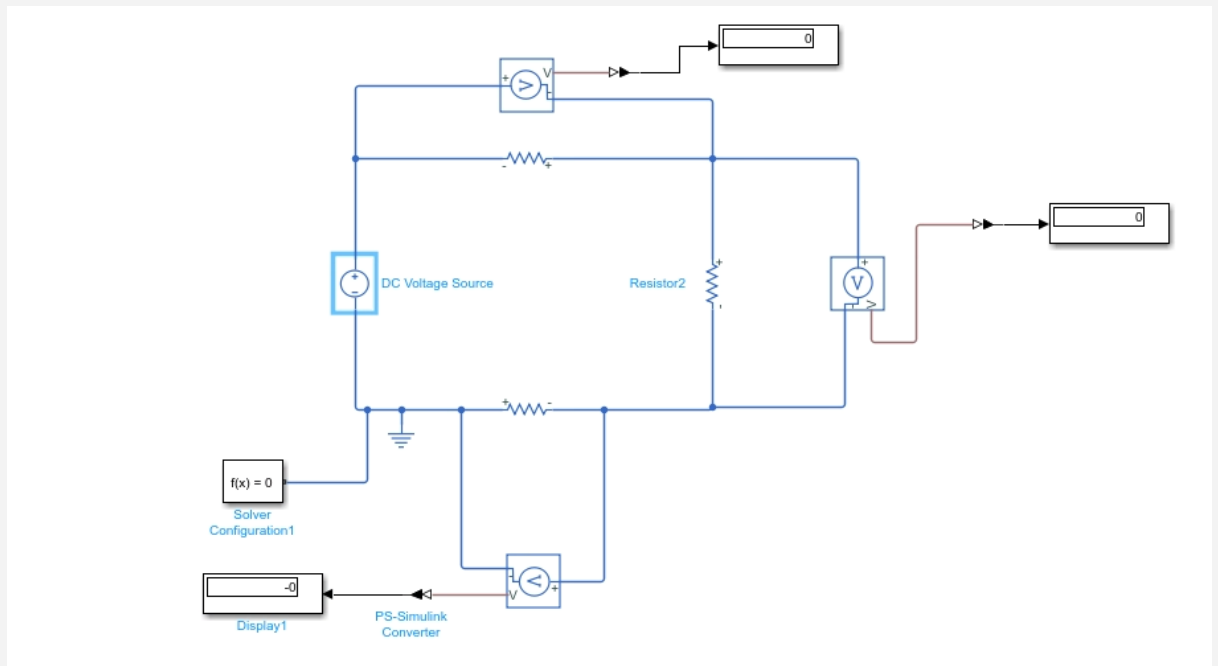 0
+
V
-
-
+
0
+
-
DC Voltage Source
Resistor2
+
-
+
V
-
V
+
-
f(x) = 0
Solver
Configuration1
-0
Display1
PS-Simulink
Converter
-
V
V
+